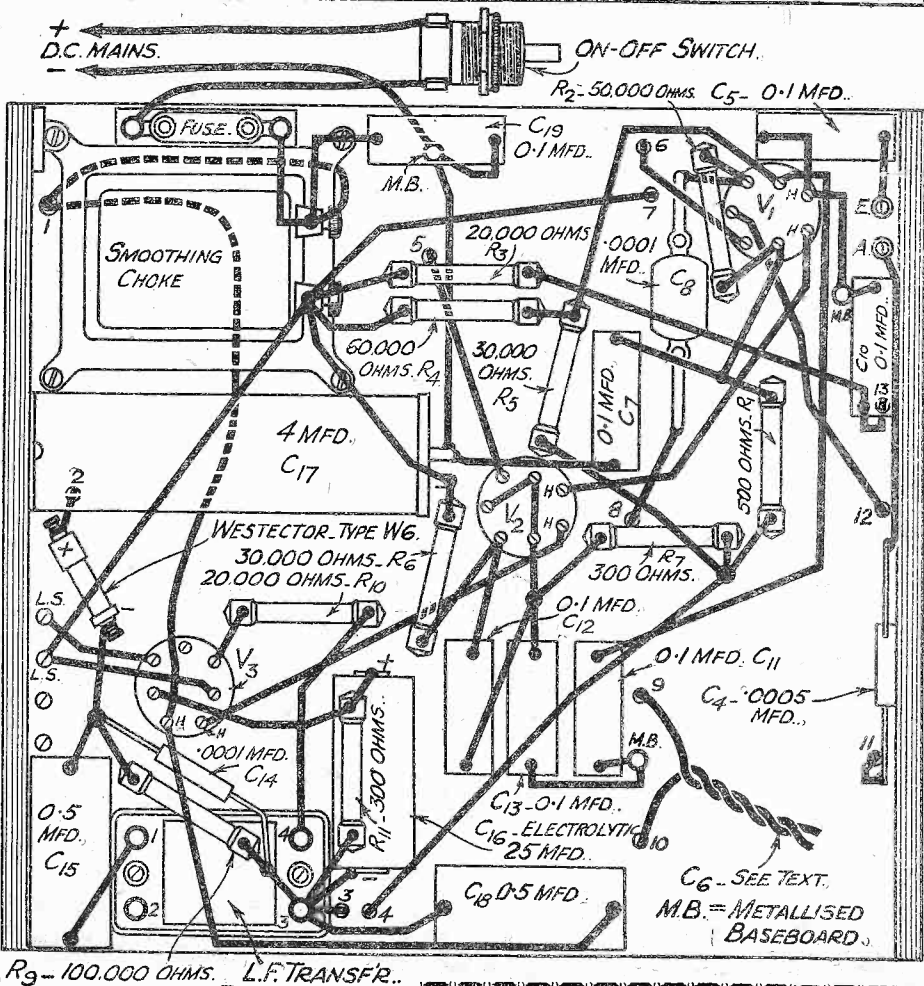 +
D.C. MAINS.
-
ON-OFF SWITCH.
R2-50,000 OHMS.
C5- 0·1 MFD..
FUSE.
C19
0·1 MFD..
M.B.
6
V1
H
H
E
A.
1
SMOOTHING
CHOKE
7
5
20,000 OHMS
R3)
·0001
MFD.
C8
M.B.
C10
0·1 MFD.
13
60,000
OHMS. R4
30,000
OHMS.
R5
0·1 MFD.
C7
500 OHMS. R1
4 MFD.
C17
2
+
-
WESTECTOR-TYPE W6.
30,000 OHMS.-R6
20,000 OHMS.-R10
V2
H
H
8
R7
300 OHMS.
12
L.S.
L.S.
V3
H
H
0·1 MFD.
C12
0·1 MFD. C11
9
C4-·0005
MFD.,
11
·0001 MFD.
C14
+
R11-300 OHMS.
-
M.B.
C13-0·1 MFD..
C16-ELECTROLYTIC
25 MFD..
10
0·5
MFD.,
C15
1
2
4
3
3
4
C18 0·5 MFD..
C6-SEE TEXT.
M.B.=METALLISED
BASEBOARD.
R9-100,000 OHMS.
L.F. TRANSF'R..